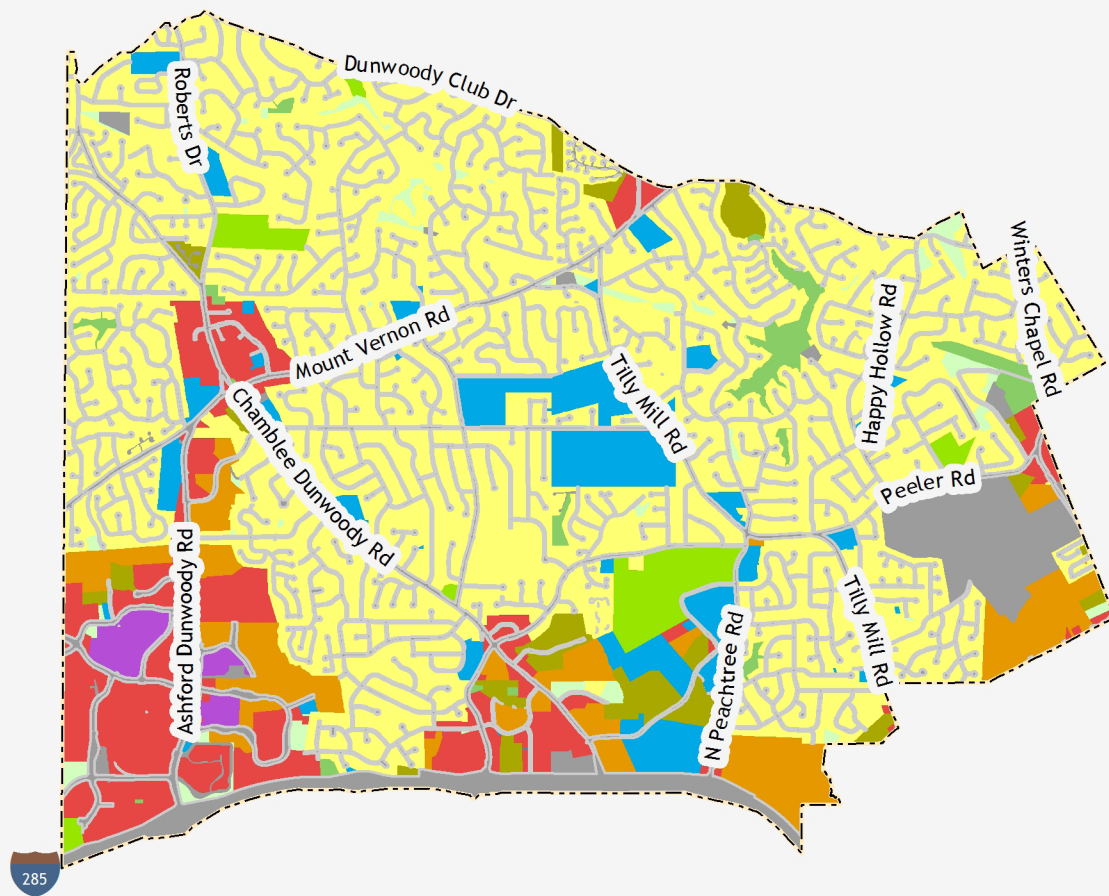 Dunwoody Club Dr
Roberts Dr
Winters Chapel Rd
Happy Hollow Rd
Mount Vernon Rd
Tilly Mill Rd
Chamblee Dunwoody Rd
Peeler Rd
Ashford Dunwoody Rd
Tilly Mill Rd
N Peachtree Rd
285